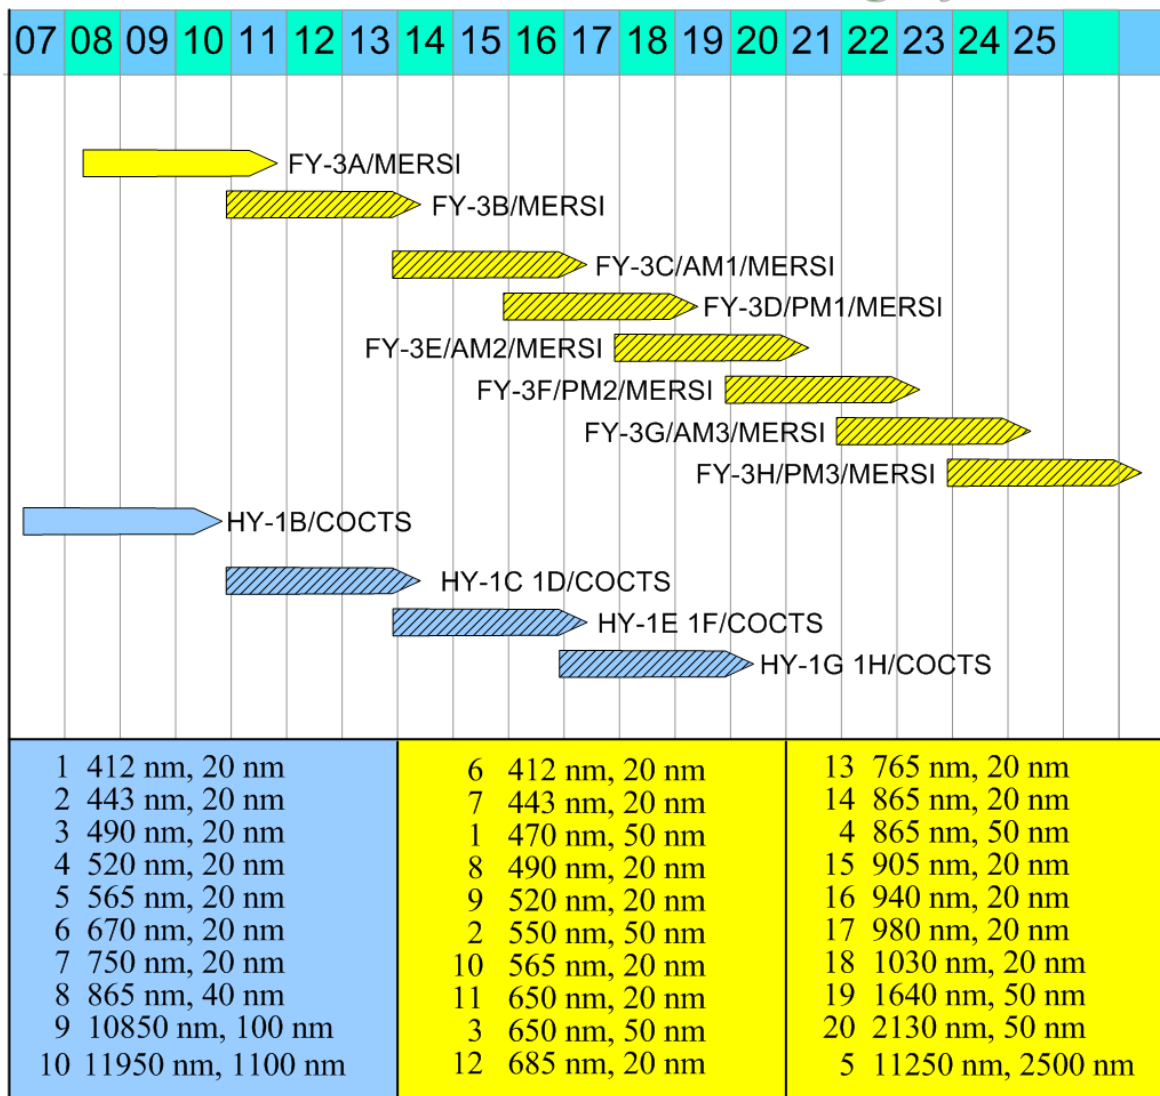 07 08 09 10 11 12 13 14 15 16 17 18 19 20 21 22 23 24 25
FY-3A/MERSI
FY-3B/MERSI
FY-3C/AM1/MERSI
FY-3D/PM1/MERSI
FY-3E/AM2/MERSI
FY-3F/PM2/MERSI
FY-3G/AM3/MERSI
FY-3H/PM3/MERSI
HY-1B/COCTS
HY-1C 1D/COCTS
HY-1E 1F/COCTS
HY-1G 1H/COCTS
1 412 nm, 20 nm
2 443 nm, 20 nm
3 490 nm, 20 nm
4 520 nm, 20 nm
5 565 nm, 20 nm
6 670 nm, 20 nm
7 750 nm, 20 nm
8 865 nm, 40 nm
9 10850 nm, 100 nm
10 11950 nm, 1100 nm
6 412 nm, 20 nm
7 443 nm, 20 nm
1 470 nm, 50 nm
8 490 nm, 20 nm
9 520 nm, 20 nm
2 550 nm, 50 nm
10 565 nm, 20 nm
11 650 nm, 20 nm
3 650 nm, 50 nm
12 685 nm, 20 nm
13 765 nm, 20 nm
14 865 nm, 20 nm
4 865 nm, 50 nm
15 905 nm, 20 nm
16 940 nm, 20 nm
17 980 nm, 20 nm
18 1030 nm, 20 nm
19 1640 nm, 50 nm
20 2130 nm, 50 nm
5 11250 nm, 2500 nm